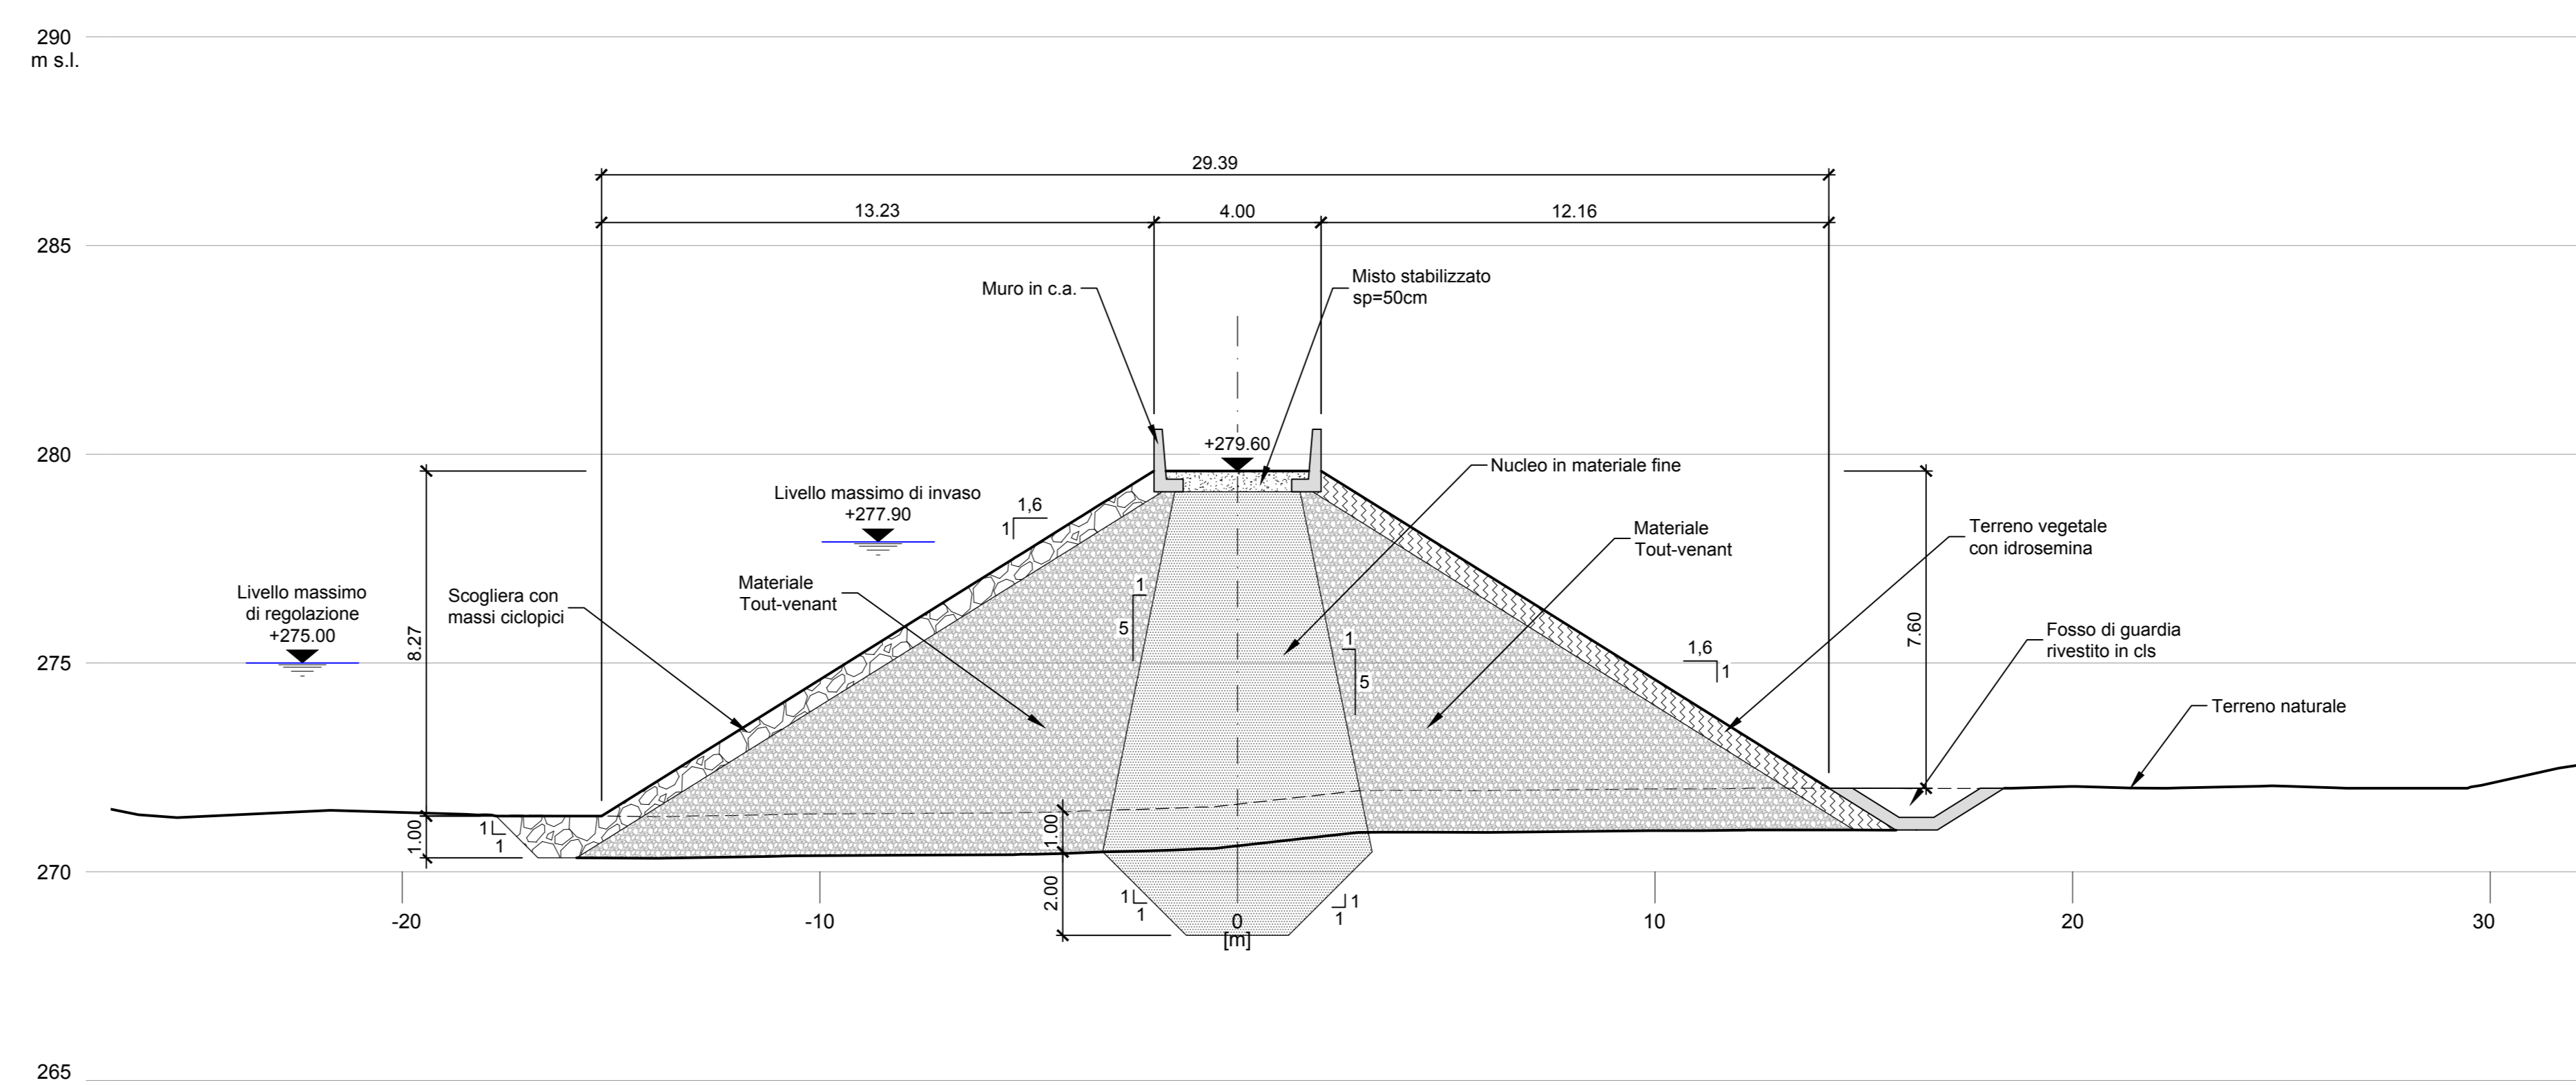 290
m s.l.
29.39
13.23
4.00
12.16
285
Muro in c.a.
Misto stabilizzato
sp=50cm
280
+279.60
Nucleo in materiale fine
Livello massimo di invaso
+277.90
1,6
1
Materiale
Tout-venant
Terreno vegetale
con idrosemina
Livello massimo
di regolazione
+275.00
Scogliera con
massi ciclopici
Materiale
Tout-venant
1
5
8.27
7.60
1
5
1,6
1
Fosso di guardia
rivestito in cls
275
Terreno naturale
1.00
1
1
1.00
270
2.00
1
1
1
1
-20
-10
0
[m]
10
20
30
265